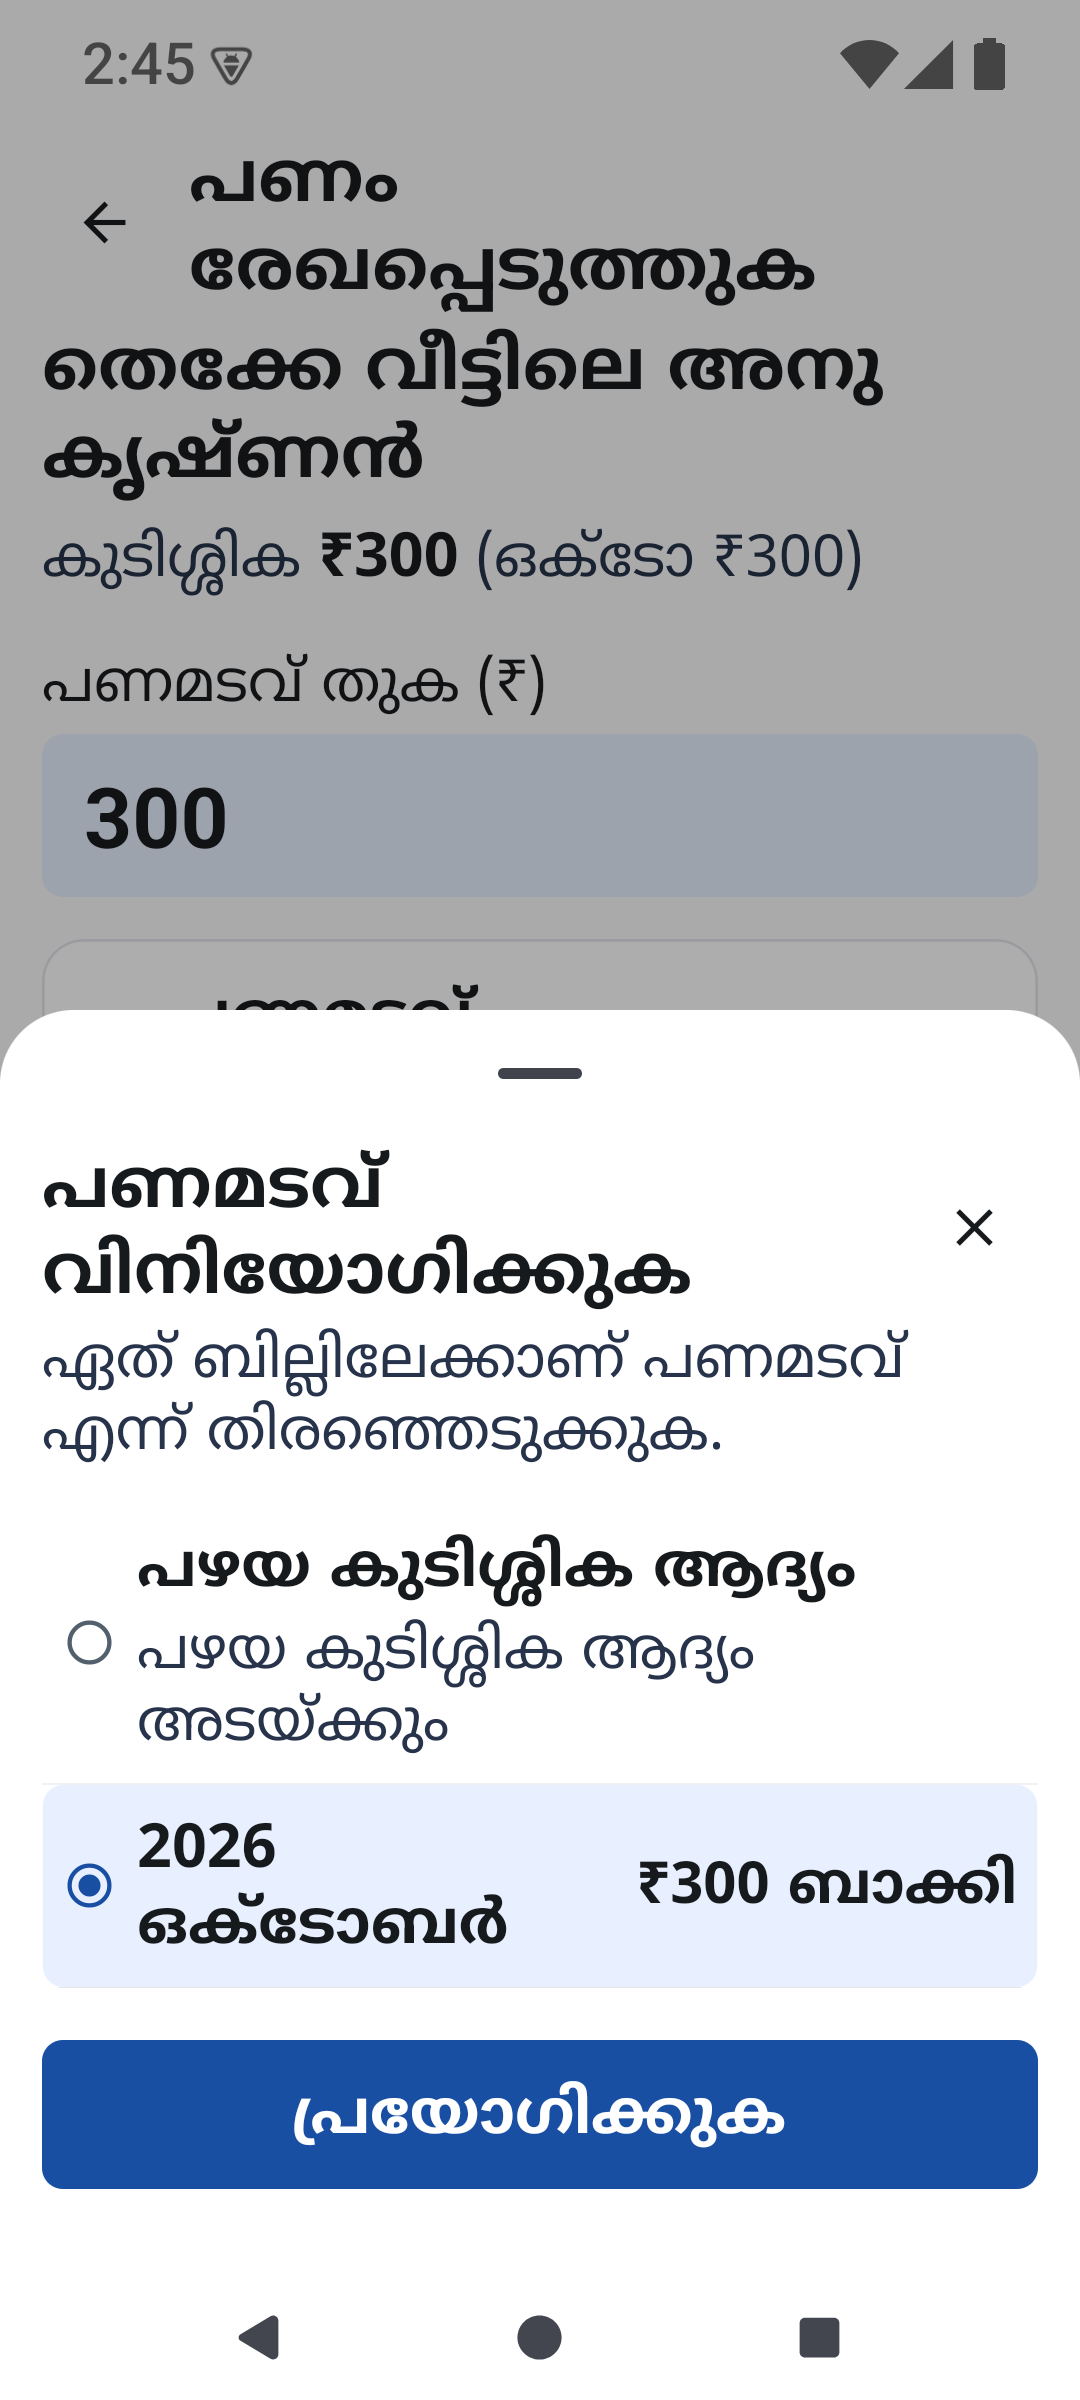 2:45
പണം
രേഖപ്പെടുത്തുക
തെക്കേ വീട്ടിലെ അനു
കൃഷ്ണൻ
കുടിശ്ശിക ₹300 (ഒക്ടോ ₹300)
പണമടവ് തുക (₹)
300
പണമടവ്
പണമടവ്
വിനിയോഗിക്കുക
ഏത് ബില്ലിലേക്കാണ് പണമടവ്
എന്ന് തിരഞ്ഞെടുക്കുക.
പഴയ കുടിശ്ശിക ആദ്യം
പഴയ കുടിശ്ശിക ആദ്യം
അടയ്ക്കും
2026
ഒക്ടോബർ
₹300 ബാക്കി
പ്രയോഗിക്കുക